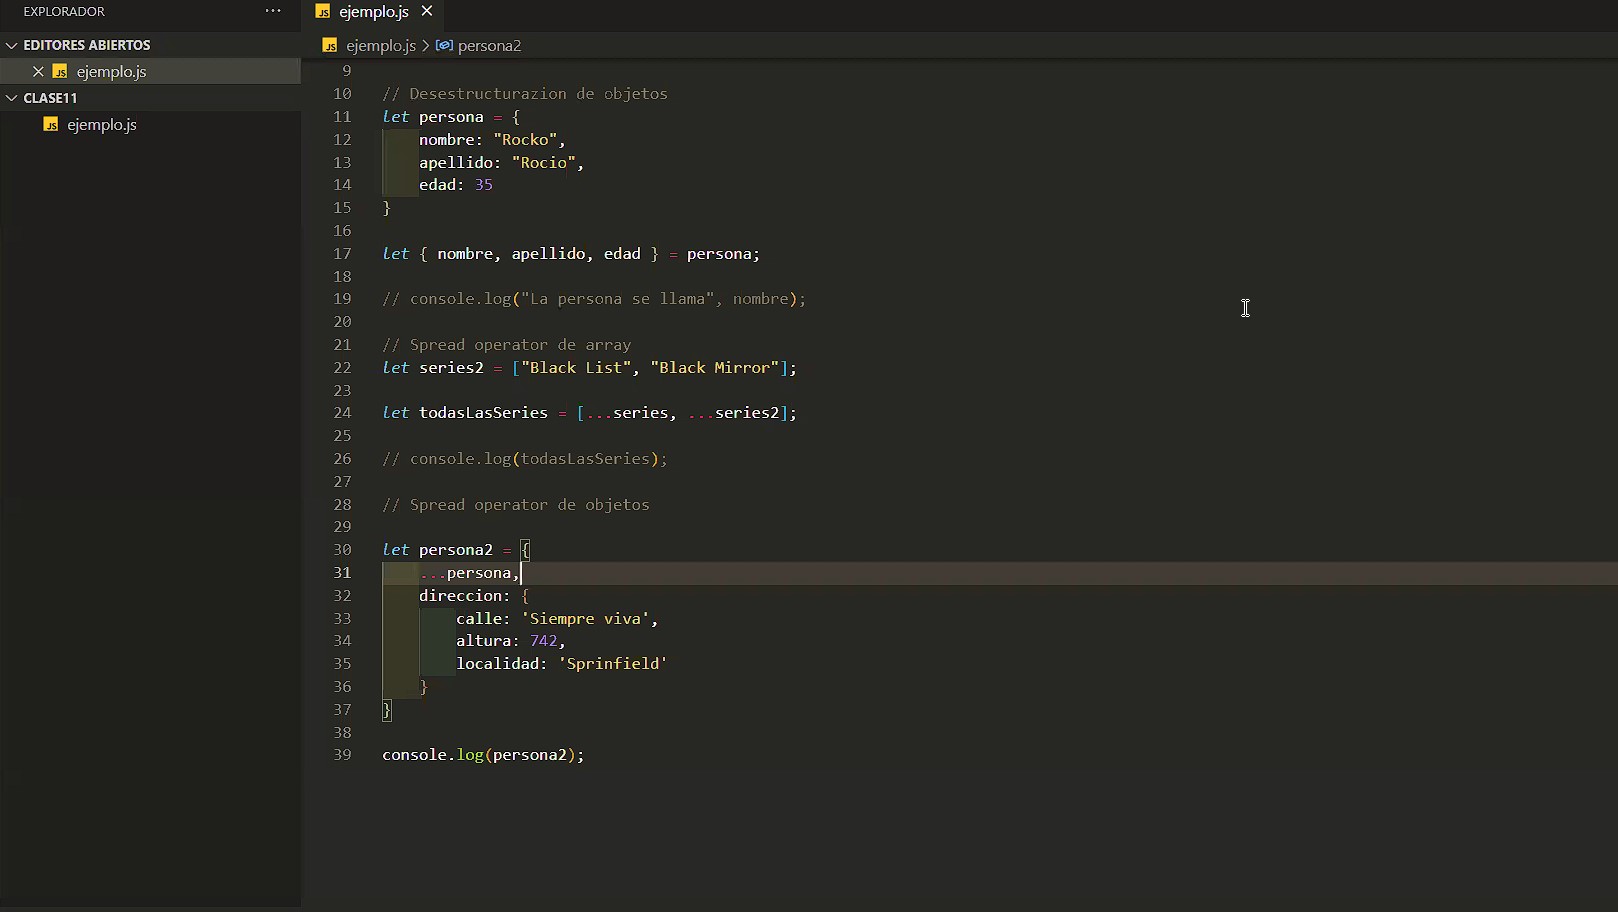 EXPLORADOR ···
JS ejemplo.js ×
EDITORES ABIERTOS
JS ejemplo.js > persona2
× JS ejemplo.js
CLASE11
JS ejemplo.js
9
10 // Desestructurazion de objetos
11 let persona = {
12 nombre: "Rocko",
13 apellido: "Rocio",
14 edad: 35
15 }
16
17 let { nombre, apellido, edad } = persona;
18
19 // console.log("La persona se llama", nombre);
20
21 // Spread operator de array
22 let series2 = ["Black List", "Black Mirror"];
23
24 let todasLasSeries = [...series, ...series2];
25
26 // console.log(todasLasSeries);
27
28 // Spread operator de objetos
29
30 let persona2 = {
31 ...persona,
32 direccion: {
33 calle: 'Siempre viva',
34 altura: 742,
35 localidad: 'Sprinfield'
36 }
37 }
38
39 console.log(persona2);